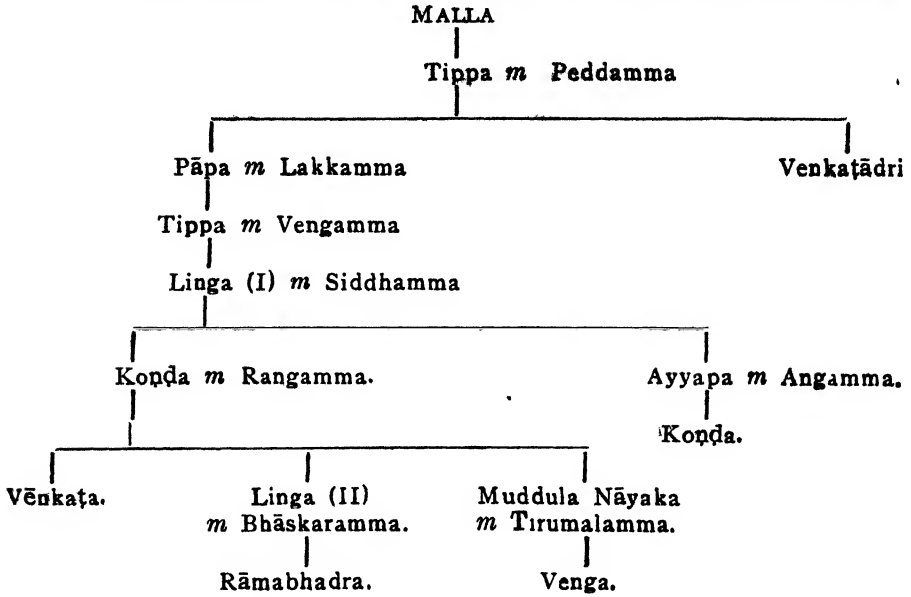 MALLA
Tippa m Peddamma
Pāpa m Lakkamma Venkaṭādri
Tippa m Vengamma
Linga (I) m Siddhamma
Koṇḍa m Rangamma. Ayyapa m Angamma.
Koṇḍa.
Vēnkaṭa. Linga (II) Muddula Nāyaka
m Bhāskaramma. m Tırumalamma.
Rāmabhadra. Venga.